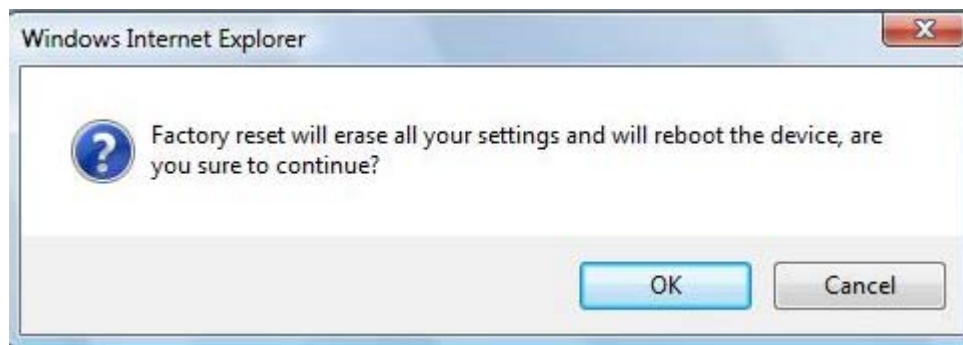 Windows Internet Explorer
Factory reset will erase all your settings and will reboot the device, are
you sure to continue?
OK
Cancel